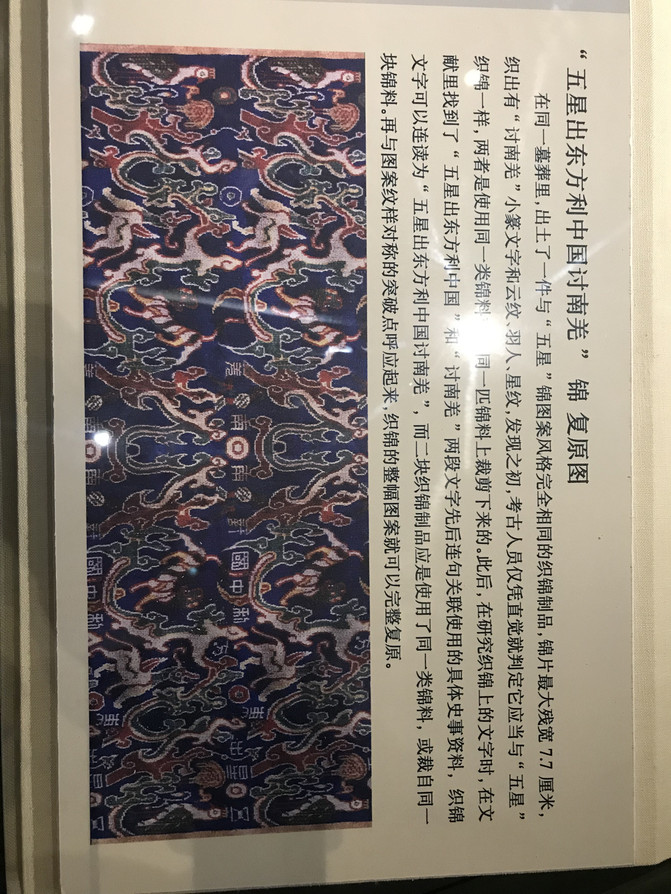 “五星出东方利中国讨南羌”锦 复原图
在同一墓葬里,出土了一件与“五星”锦图案风格完全相同的织锦制品,锦片最大残宽7.7厘米,
织出有“讨南羌”小篆文字和云纹、羽人、星纹,发现之初,考古人员仅凭直觉就判定它应当与“五星”
织锦一样,两者是使用同一类锦料 同一匹锦料上裁剪下来的。此后,在研究织锦上的文字时,在文
献里找到了“五星出东方利中国”和“讨南羌”两段文字先后连句关联使用的具体史事资料,织锦
文字可以连读为“五星出东方利中国讨南羌”,而二块织锦制品应是使用了同一类锦料,或裁自同一
块锦料。再与图案纹样对称的突破点呼应起来,织锦的整幅图案就可以完整复原。